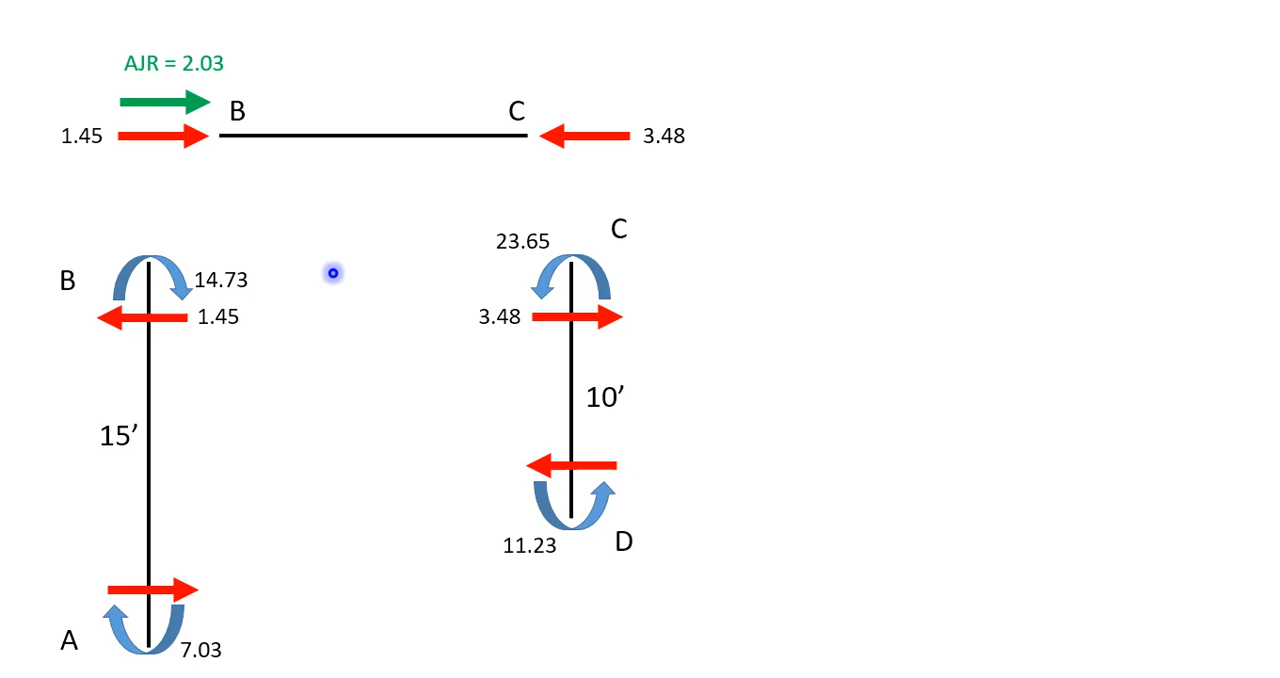 AJR = 2.03
B
C
1.45
3.48
C
23.65
B
14.73
1.45
3.48
10’
15’
D
11.23
A
7.03